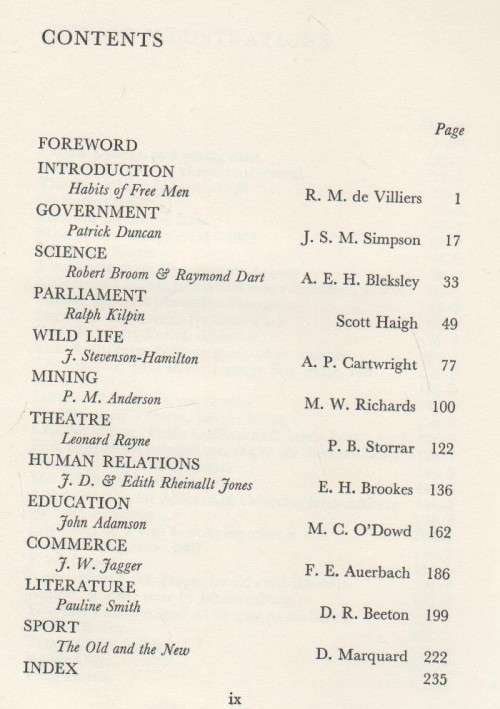 CONTENTS
Page
FOREWORD
INTRODUCTION
Habits of Free Men R. M. de Villiers 1
GOVERNMENT
Patrick Duncan J. S. M. Simpson 17
SCIENCE
Robert Broom & Raymond Dart A. E. H. Bleksley 33
PARLIAMENT
Ralph Kilpin Scott Haigh 49
WILD LIFE
J. Stevenson-Hamilton A. P. Cartwright 77
MINING
P. M. Anderson M. W. Richards 100
THEATRE
Leonard Rayne P. B. Storrar 122
HUMAN RELATIONS
J. D. & Edith Rheinallt Jones E. H. Brookes 136
EDUCATION
John Adamson M. C. O'Dowd 162
COMMERCE
J. W. Jagger F. E. Auerbach 186
LITERATURE
Pauline Smith D. R. Beeton 199
SPORT
The Old and the New D. Marquard 222
INDEX 235
ix